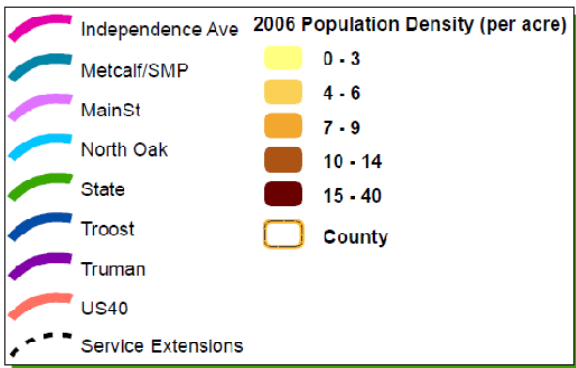 Independence Ave
Metcalf/SMP
MainSt
North Oak
State
Troost
Truman
US40
Service Extensions
2006 Population Density (per acre)
0 - 3
4 - 6
7 - 9
10 - 14
15 - 40
County